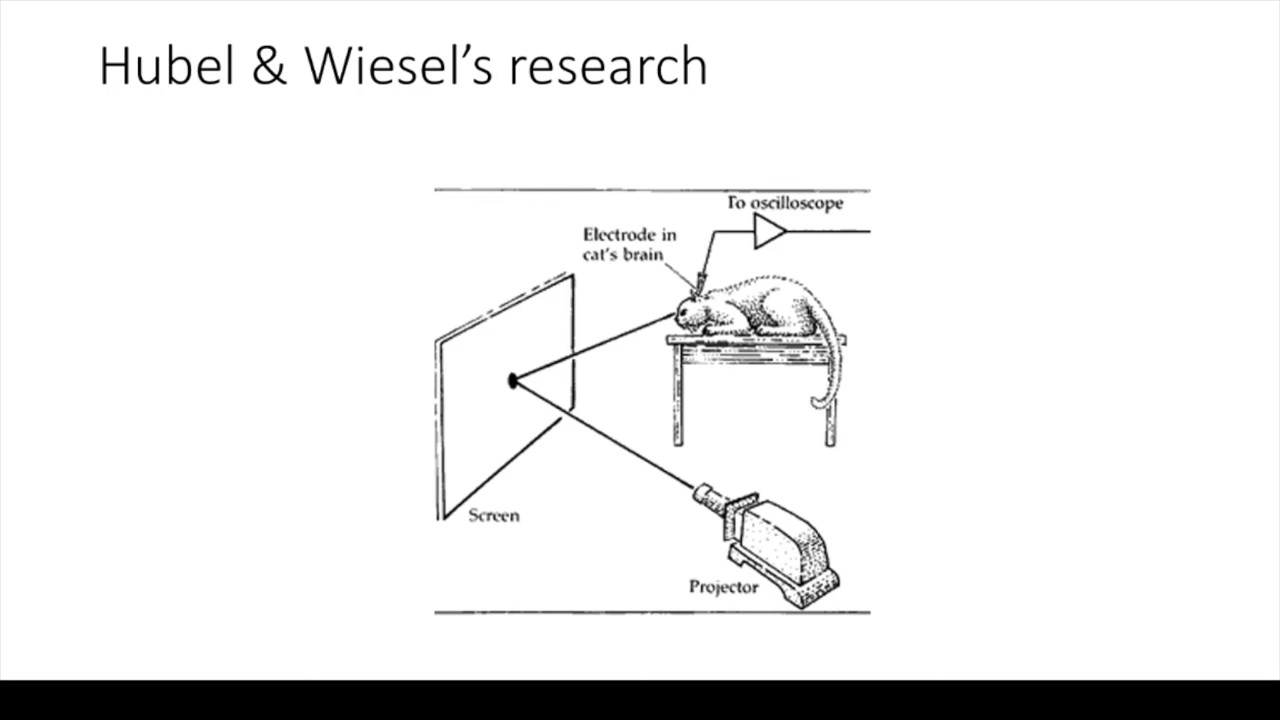 Hubel & Wiesel’s research
To oscilloscope
Electrode in
cat's brain
Screen
Projector